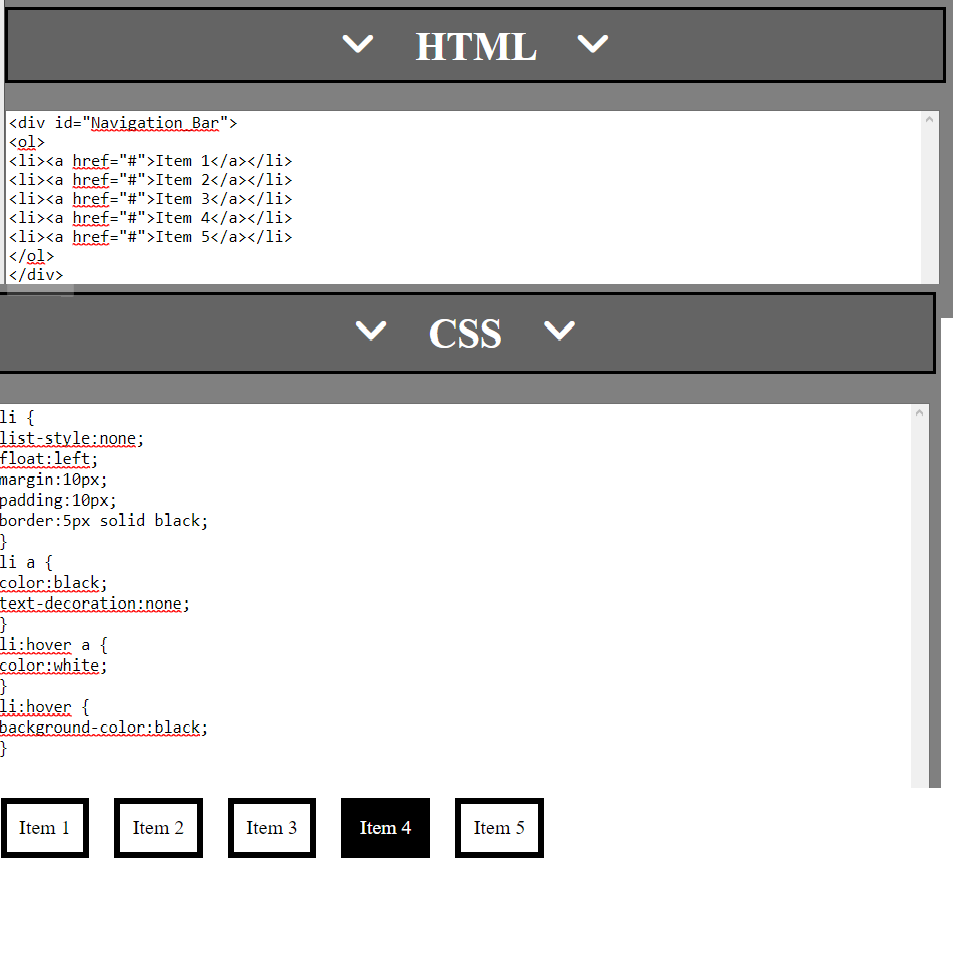 HTML
<div id="Navigation_Bar">
<ol>
<li><a href="#">Item 1</a></li>
<li><a href="#">Item 2</a></li>
<li><a href="#">Item 3</a></li>
<li><a href="#">Item 4</a></li>
<li><a href="#">Item 5</a></li>
</ol>
</div>
CSS
li {
list-style:none;
float:left;
margin:10px;
padding:10px;
border:5px solid black;
}
li a {
color:black;
text-decoration:none;
}
li:hover a {
color:white;
}
li:hover {
background-color:black;
}
Item 1 Item 2 Item 3 Item 4 Item 5